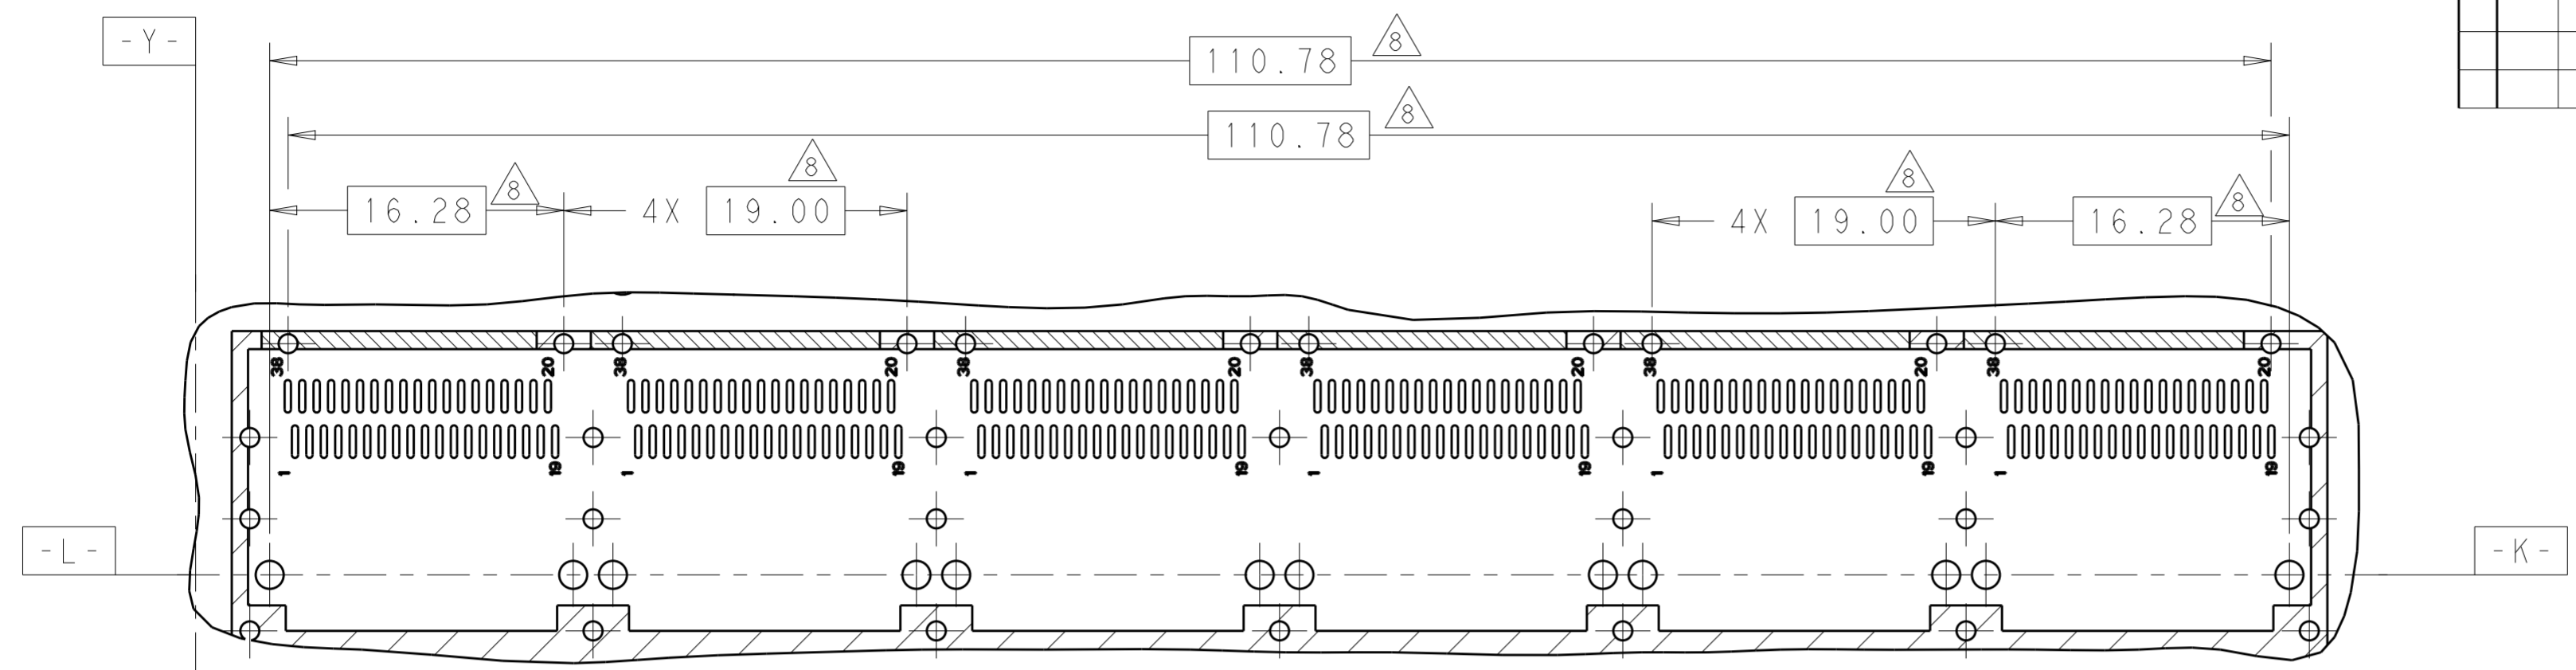 -Y-
110.78 8
110.78 8
16.28 8 4X 19.00 8 4X 19.00 8 16.28 8
38 20 38 20 38 20 38 20 38 20 38 20
1 19 1 19 1 19 1 19 1 19 1 19
-L- -K-